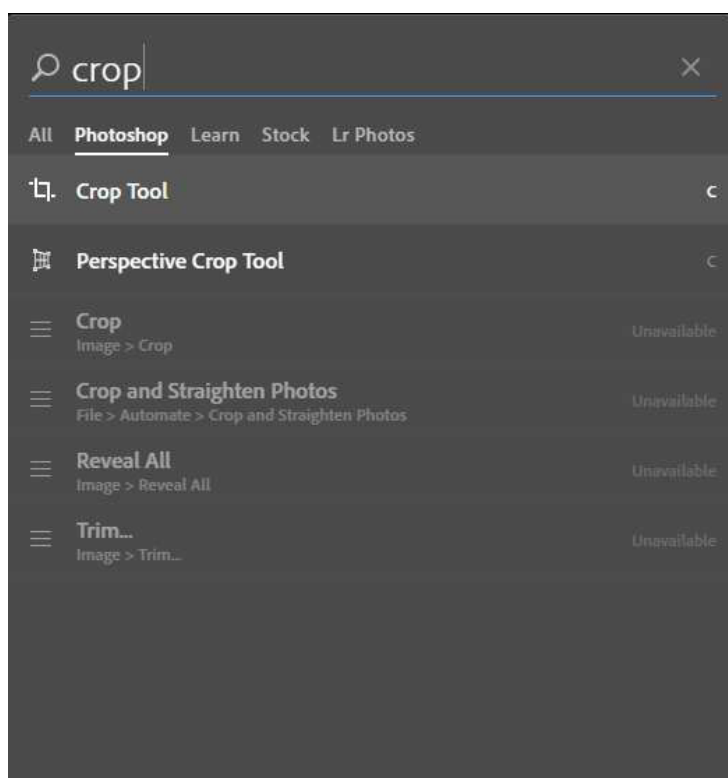 crop
All Photoshop Learn Stock Lr Photos
Crop Tool C
Perspective Crop Tool C
Crop
Image > Crop
Unavailable
Crop and Straighten Photos
File > Automate > Crop and Straighten Photos
Unavailable
Reveal All
Image > Reveal All
Unavailable
Trim...
Image > Trim...
Unavailable